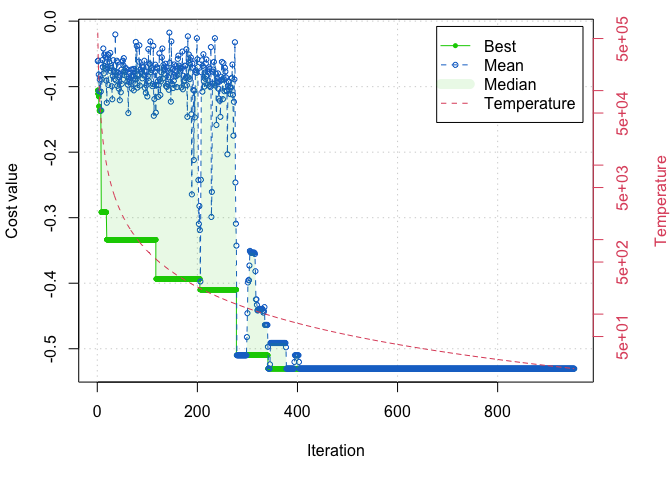 0.0
-0.1
-0.2
-0.3
-0.4
-0.5
Cost value
0
200
400
600
800
Iteration
Best
Mean
Median
Temperature
5e+05
5e+04
5e+03
5e+02
5e+01
Temperature